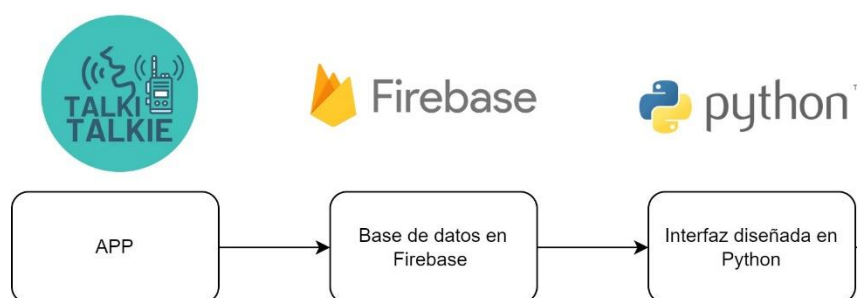 TALKI
TALKIE
Firebase
python
APP
Base de datos en
Firebase
Interfaz diseñada en
Python